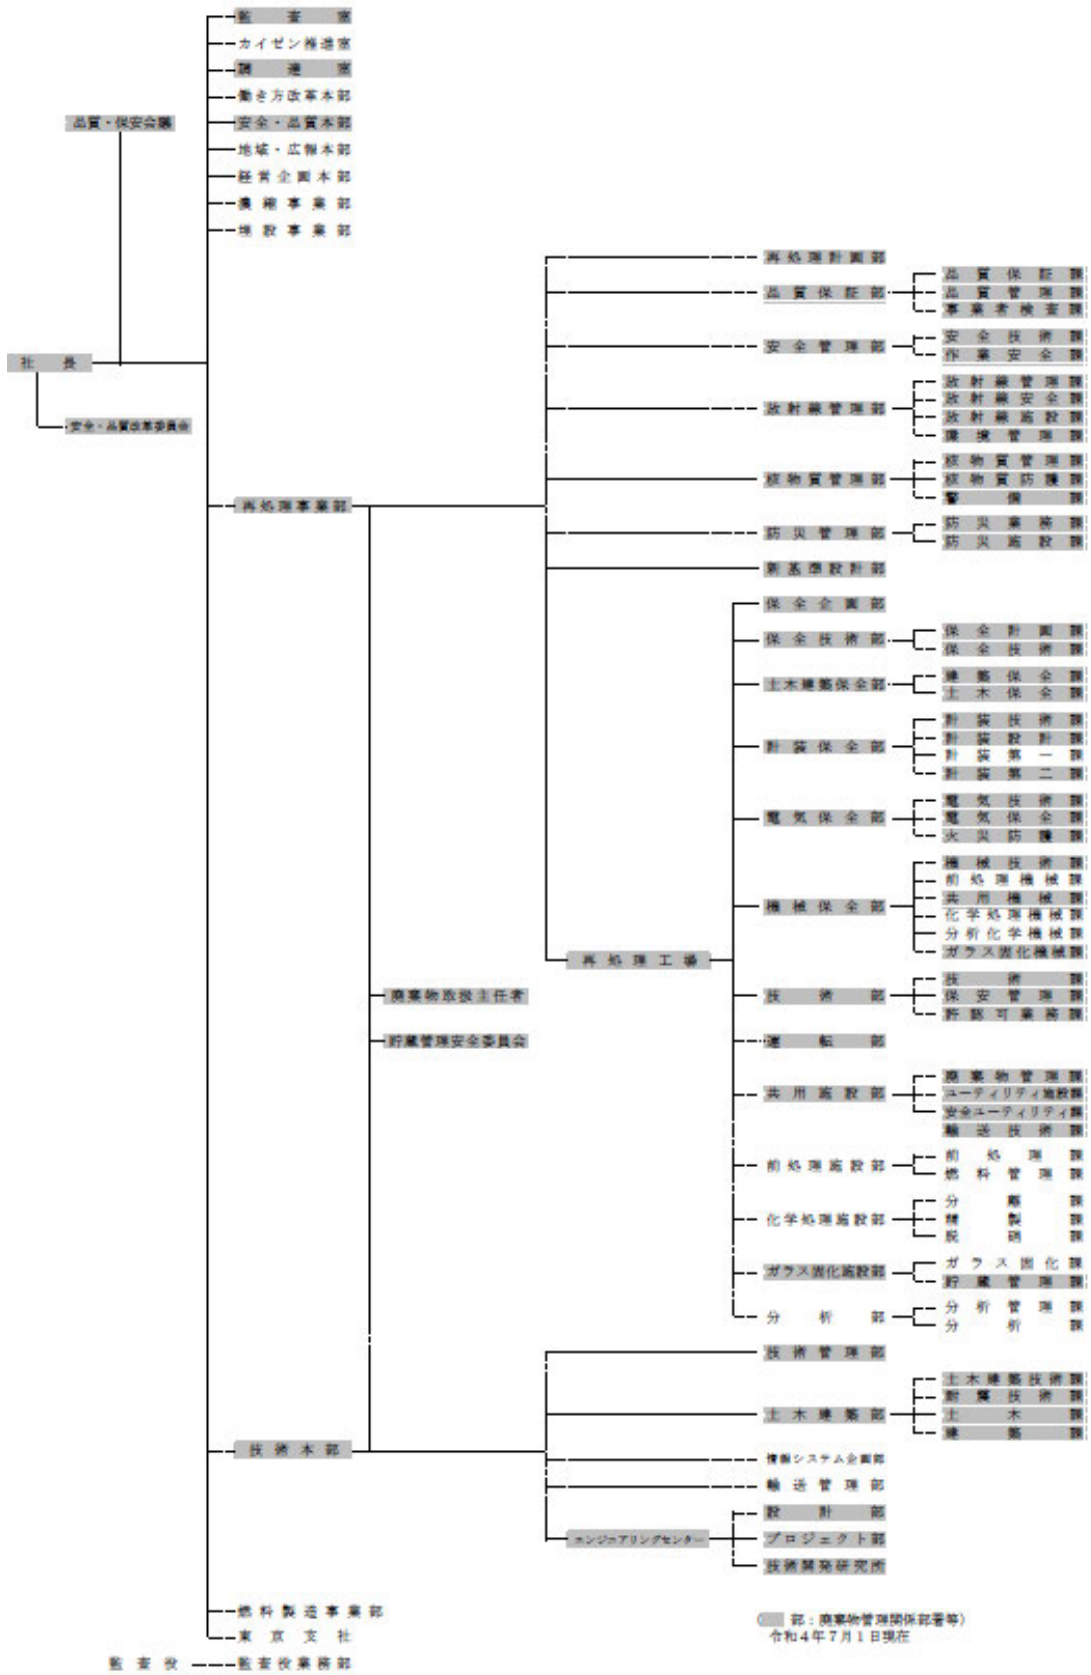 監査室
カイゼン推進室
調達室
働き方改革本部
品質・保安会議
安全・品質本部
地域・広報本部
経営企画本部
濃縮事業部
埋設事業部
社長
安全・品質改革委員会
再処理事業部
再処理計画部
品質保証部
品質保証課
品質管理課
事業者検査課
安全管理部
安全技術課
作業安全課
放射線管理部
放射線管理課
放射線安全課
放射線施設課
環境管理課
核物質管理部
核物質管理課
核物質防護課
警備課
防災管理部
防災業務課
防災施設課
新基準設計部
再処理工場
保全企画部
保全技術部
保全計画課
保全技術課
土木建築保全部
建築保全課
土木保全課
計装保全部
計装技術課
計装設計課
計装第一課
計装第二課
電気保全部
電気技術課
電気保全課
火災防護課
機械保全部
機械技術課
前処理機械課
共用機械課
化学処理機械課
分析化学機械課
ガラス固化機械課
技術部
技術課
保安管理課
許認可業務課
運転部
共用施設部
廃棄物管理課
ユーティリティ施設課
安全ユーティリティ課
輸送技術課
前処理施設部
前処理課
燃料管理課
化学処理施設部
分離課
精製課
脱硝課
ガラス固化施設部
ガラス固化課
貯蔵管理課
分析部
分析管理課
分析課
廃棄物取扱主任者
貯蔵管理安全委員会
技術本部
技術管理部
土木建築部
土木建築技術課
耐震技術課
土木課
建築課
情報システム企画部
輸送管理部
エンジニアリングセンター
設計部
プロジェクト部
技術開発研究所
燃料製造事業部
東京支社
監査役
監査役業務部
(部：廃棄物管理関係部署等)
令和4年7月1日現在